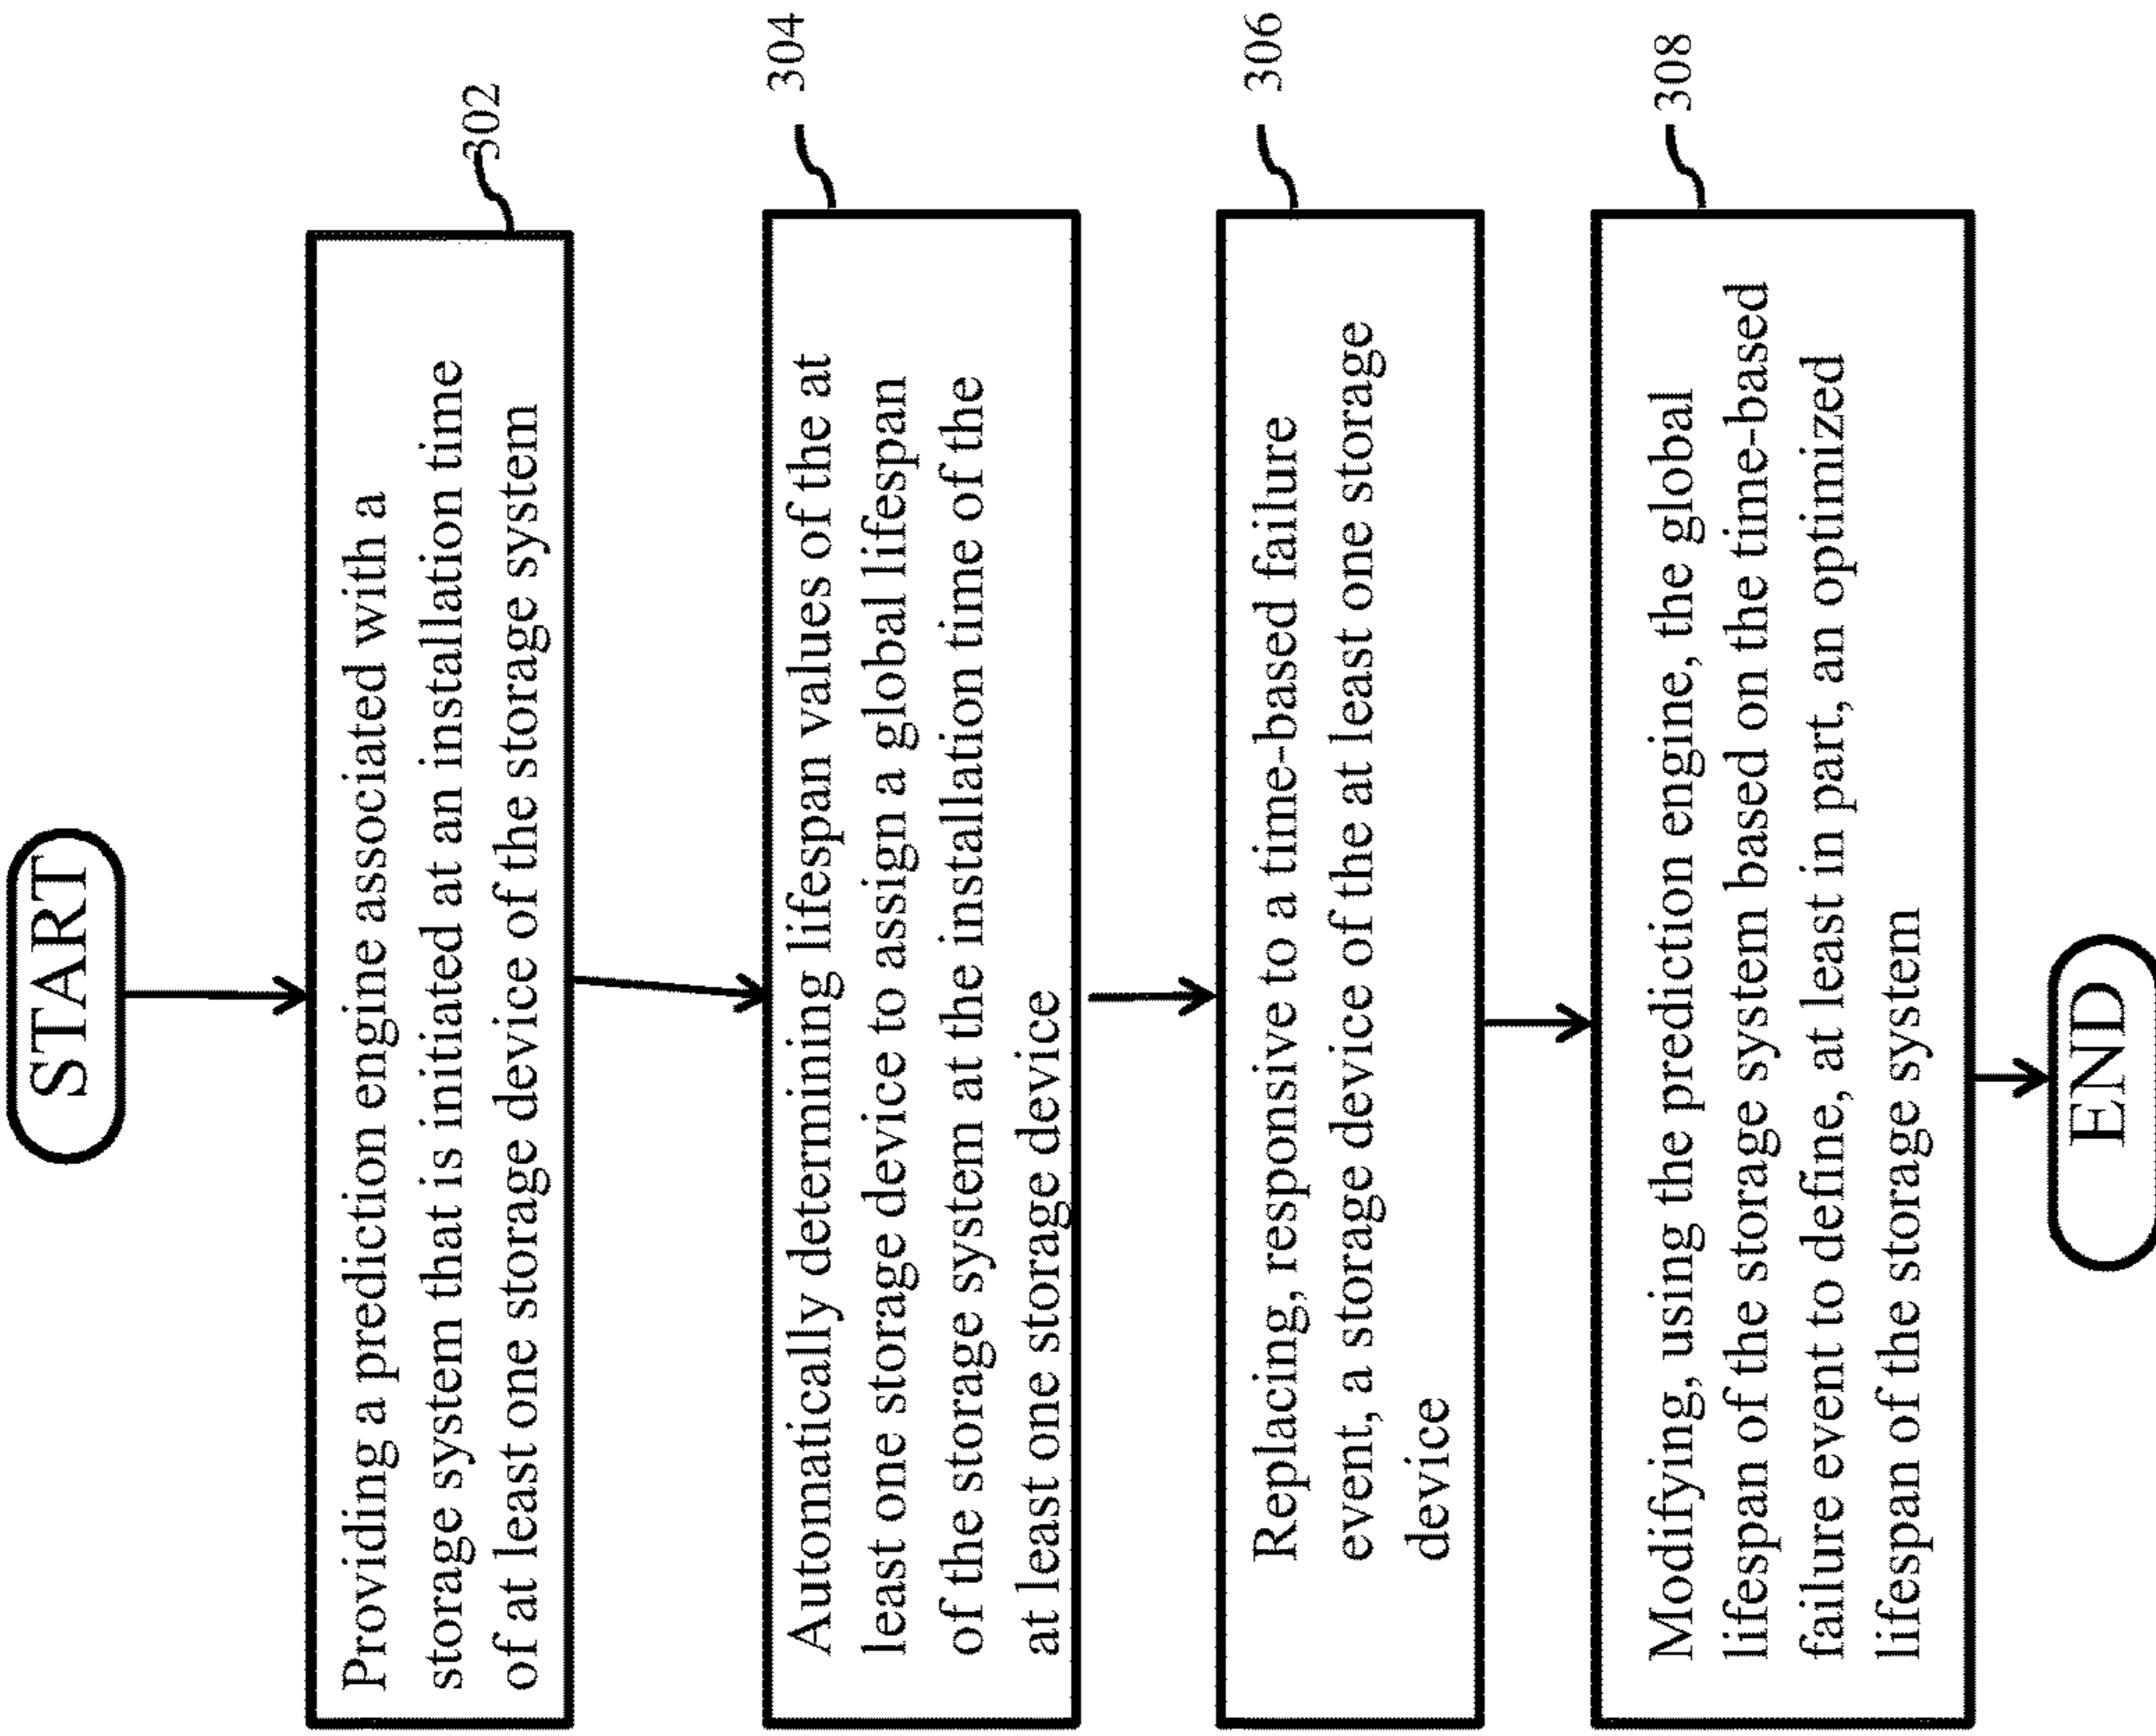 START
Providing a prediction engine associated with a
storage system that is initiated at an installation time
of at least one storage device of the storage system
302
Automatically determining lifespan values of the at
least one storage device to assign a global lifespan
of the storage system at the installation time of the
at least one storage device
304
Replacing, responsive to a time-based failure
event, a storage device of the at least one storage
device
306
Modifying, using the prediction engine, the global
lifespan of the storage system based on the time-based
failure event to define, at least in part, an optimized
lifespan of the storage system
308
END